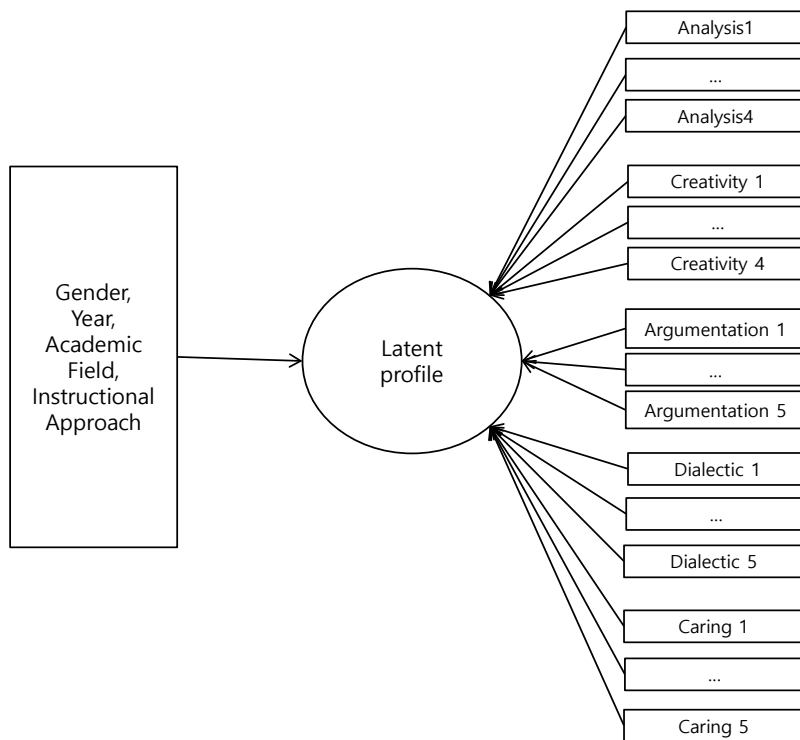 Gender,
Year,
Academic
Field,
Instructional
Approach
Latent
profile
Analysis1
...
Analysis4
Creativity 1
...
Creativity 4
Argumentation 1
...
Argumentation 5
Dialectic 1
...
Dialectic 5
Caring 1
...
Caring 5